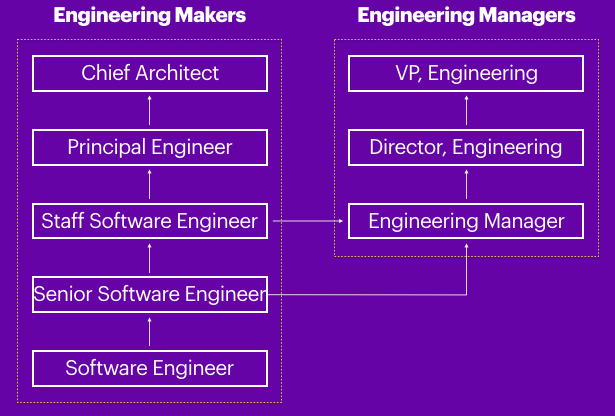 Engineering Makers
Chief Architect
Principal Engineer
Staff Software Engineer
Senior Software Engineer
Software Engineer
Engineering Managers
VP, Engineering
Director, Engineering
Engineering Manager